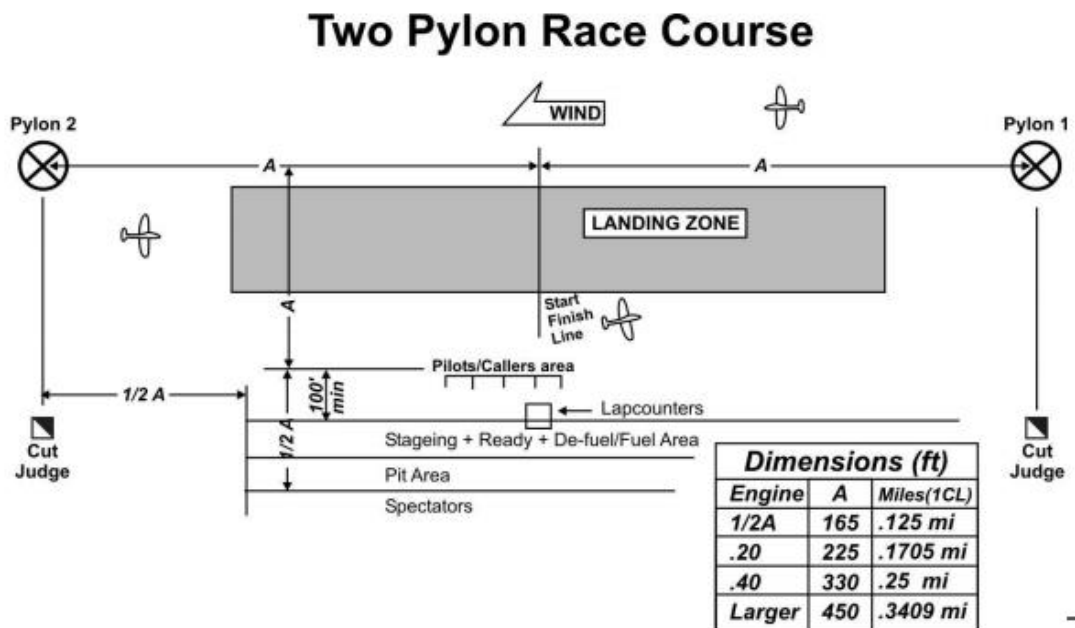 Two Pylon Race Course
Pylon 2
WIND
Pylon 1
A
A
LANDING ZONE
A
Start
Finish
Line
Pilots/Callers area
1/2 A
100'
min
1/2 A
Lapcounters
Cut
Judge
Stageing + Ready + De-fuel/Fuel Area
Pit Area
Spectators
Cut
Judge
Dimensions (ft)
Engine A Miles(1CL)
1/2A 165 .125 mi
.20 225 .1705 mi
.40 330 .25 mi
Larger 450 .3409 mi